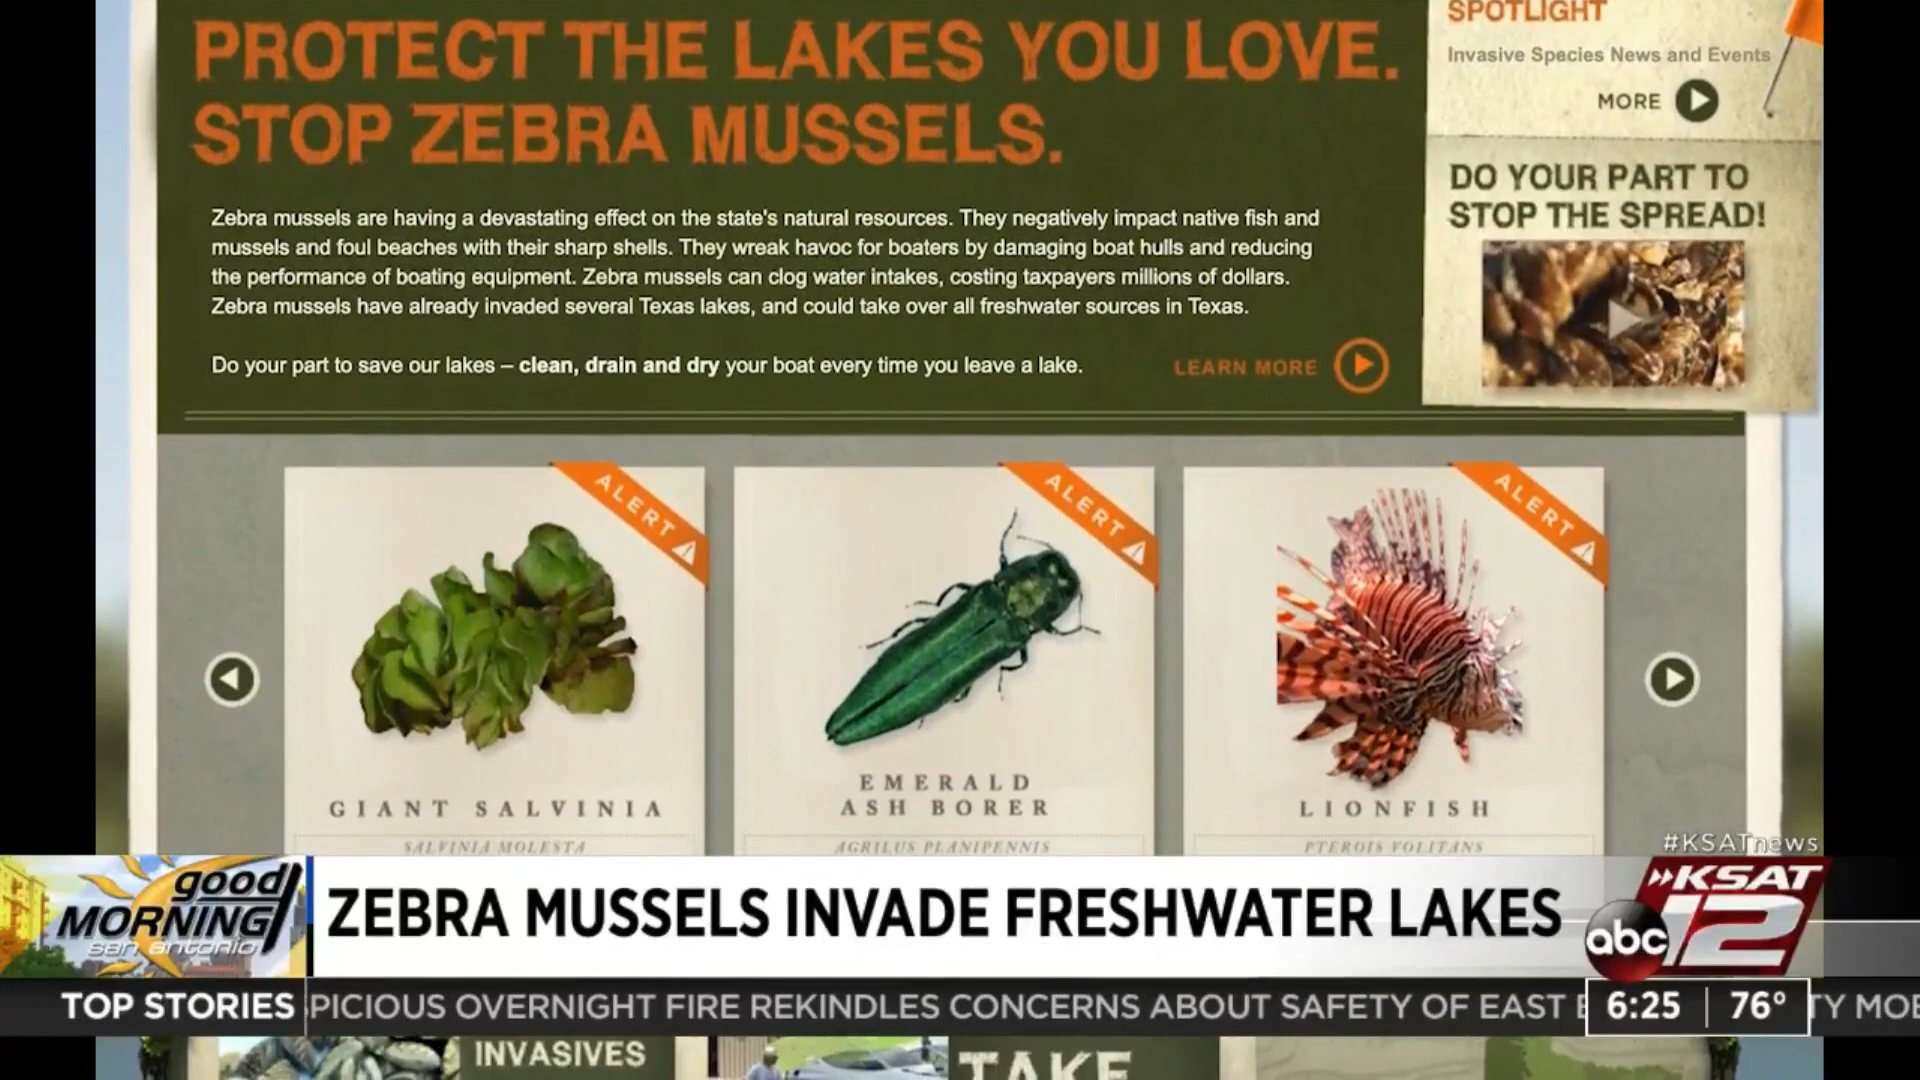 PROTECT THE LAKES YOU LOVE.
STOP ZEBRA MUSSELS.
Zebra mussels are having a devastating effect on the state's natural resources. They negatively impact native fish and
mussels and foul beaches with their sharp shells. They wreak havoc for boaters by damaging boat hulls and reducing
the performance of boating equipment. Zebra mussels can clog water intakes, costing taxpayers millions of dollars.
Zebra mussels have already invaded several Texas lakes, and could take over all freshwater sources in Texas.
Do your part to save our lakes – clean, drain and dry your boat every time you leave a lake.
LEARN MORE
SPOTLIGHT
Invasive Species News and Events
MORE
DO YOUR PART TO
STOP THE SPREAD!
ALERT
GIANT SALVINIA
SALVINIA MOLESTA
ALERT
EMERALD
ASH BORER
AGRILUS PLANIPENNIS
ALERT
LIONFISH
PTEROIS VOLITANS
#KSATnews
good
MORNING
san antonio
ZEBRA MUSSELS INVADE FRESHWATER LAKES
KSAT
12
abc
TOP STORIES
PICIOUS OVERNIGHT FIRE REKINDLES CONCERNS ABOUT SAFETY OF EAST
6:25
76°
INVASIVES
TAKE